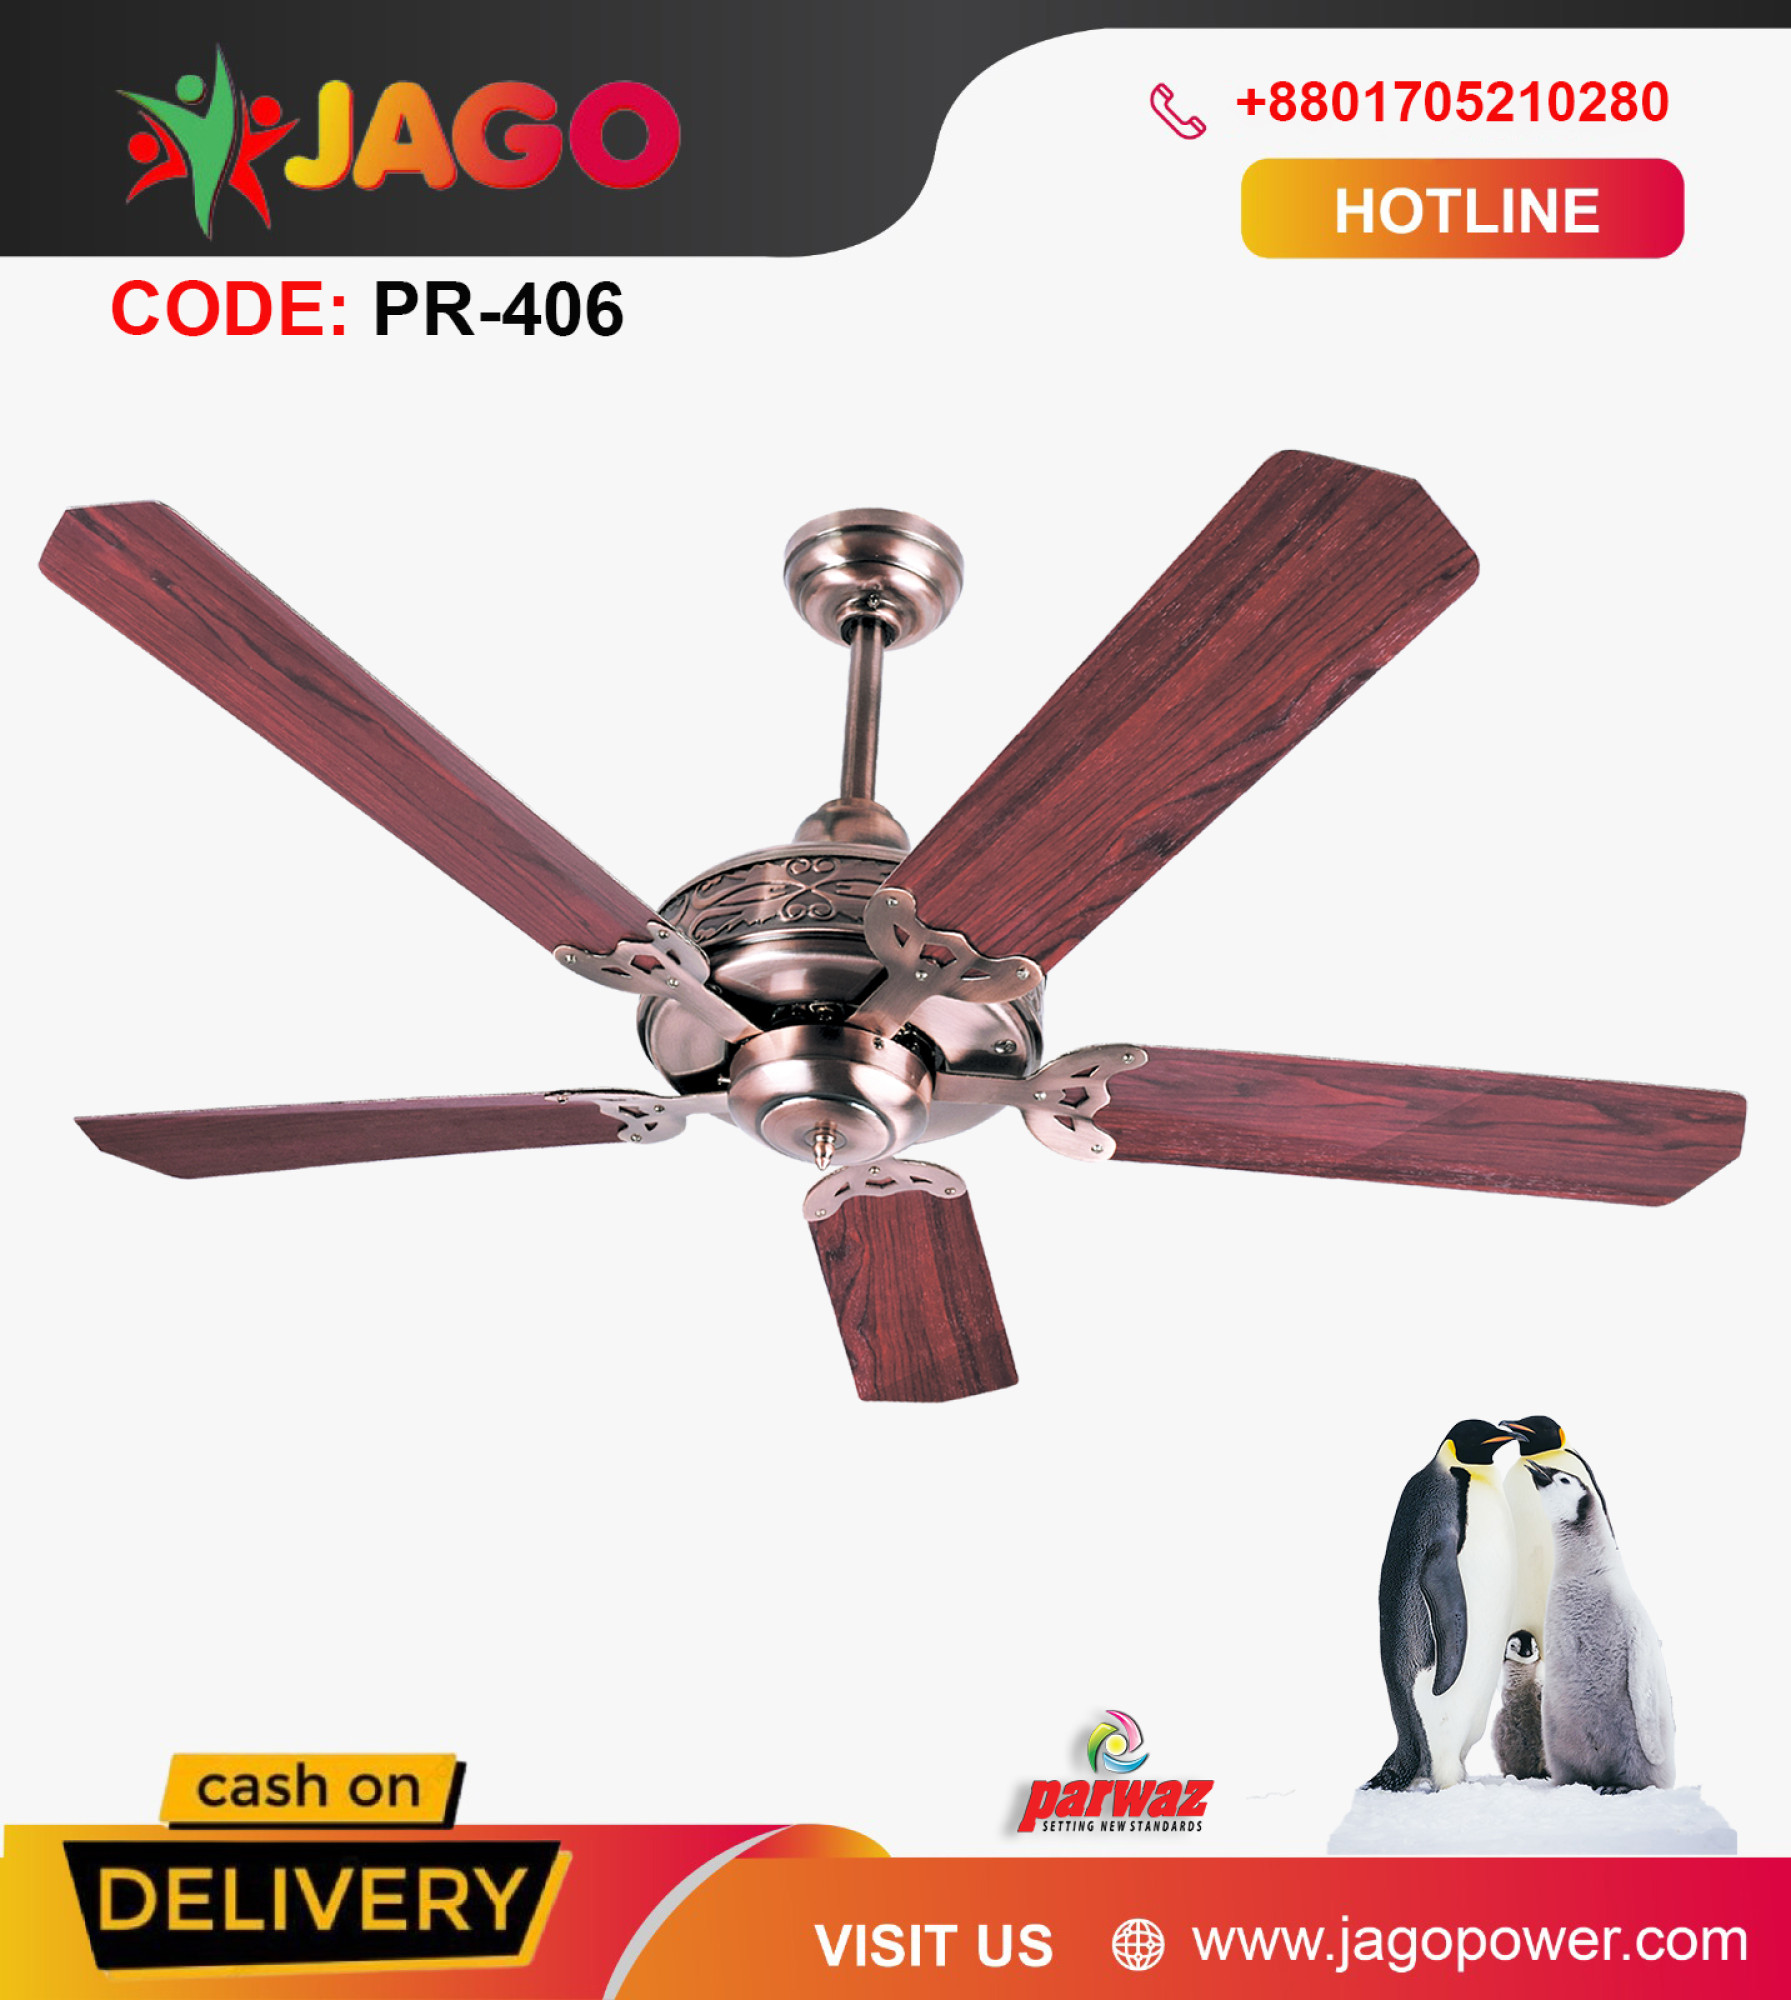 JAGO
+8801705210280
HOTLINE
CODE: PR-406
cash on
DELIVERY
parwaz
SETTING NEW STANDARDS
VISIT US
www.jagopower.com